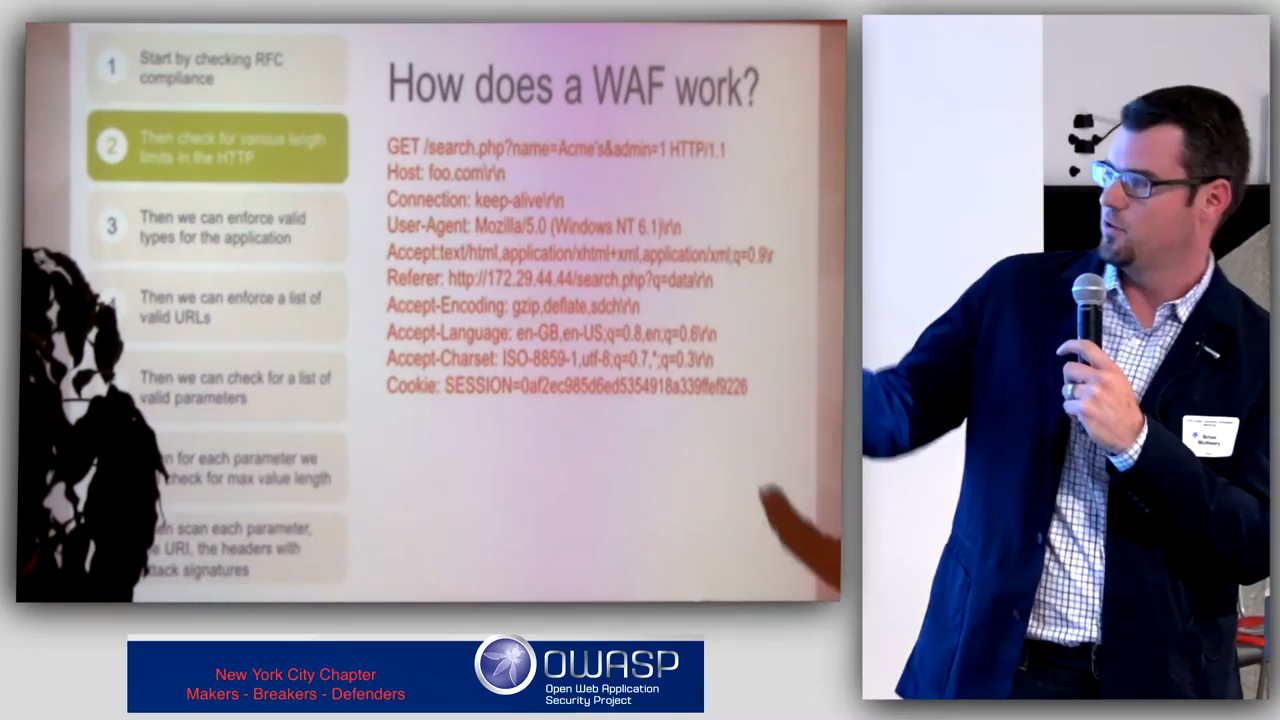 1
Start by checking RFC
compliance
2
Then check for various length
limits in the HTTP
3
Then we can enforce valid
types for the application
Then we can enforce a list of
valid URLs
Then we can check for a list of
valid parameters
for each parameter we
check for max value length
scan each parameter,
URI, the headers with
signatures
How does a WAF work?
GET /search.php?name=Acme's&admin=1 HTTP/1.1
Host: foo.com\r\n
Connection: keep-alive\r\n
User-Agent: Mozilla/5.0 (Windows NT 6.1)\r\n
Accept:text/html,application/xhtml+xml,application/xml;q=0.9\r
Referer: http://172.29.44.44/search.php?q=data\r\n
Accept-Encoding: gzip,deflate,sdch\r\n
Accept-Language: en-GB,en-US;q=0.8,en;q=0.6\r\n
Accept-Charset: ISO-8859-1,utf-8;q=0.7,*;q=0.3\r\n
Cookie: SESSION=0af2ec985d6ed5354918a339ffef9226
Brian
New York City Chapter
Makers - Breakers - Defenders
OWASP
Open Web Application
Security Project